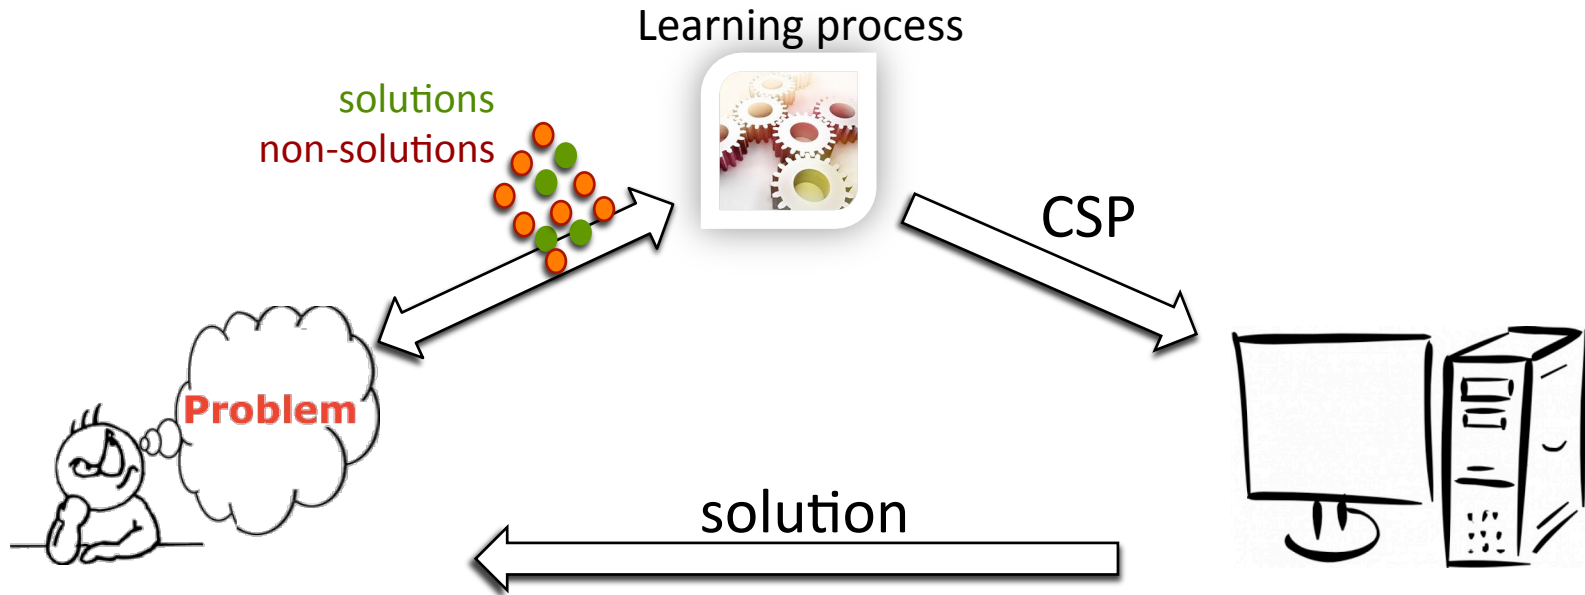 Learning process
solutions
non-solutions
CSP
Problem
solution